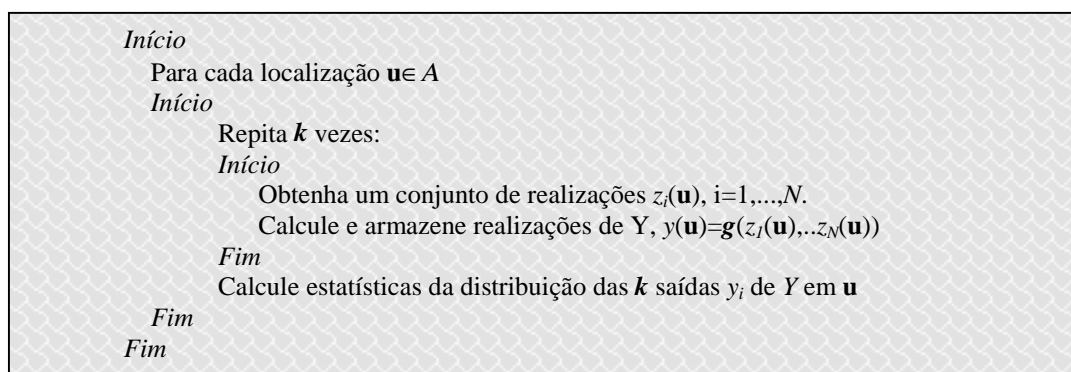 Início
Para cada localização u∈ A
Início
Repita k vezes:
Início
Obtenha um conjunto de realizações zi(u), i=1,...,N.
Calcule e armazene realizações de Y, y(u)=g(z1(u),..zN(u))
Fim
Calcule estatísticas da distribuição das k saídas yi de Y em u
Fim
Fim